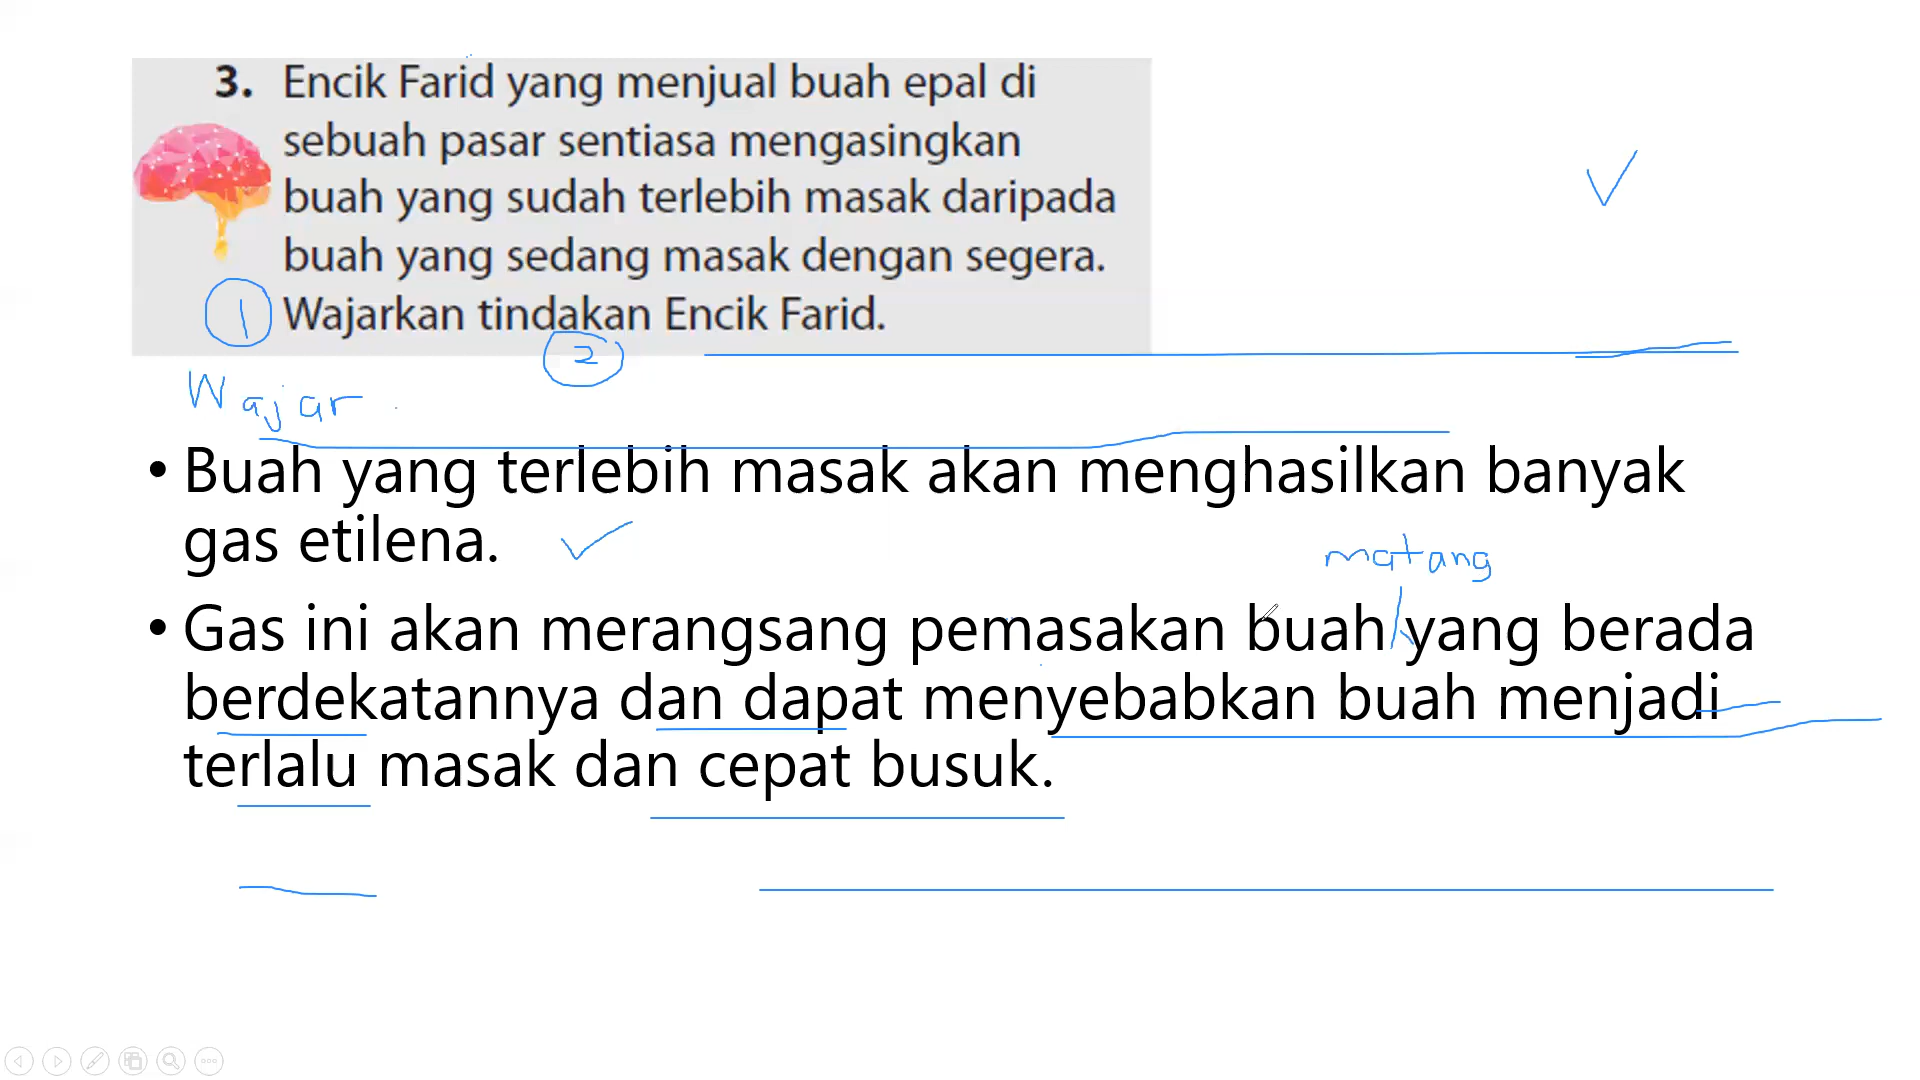 3. Encik Farid yang menjual buah epal di
sebuah pasar sentiasa mengasingkan
buah yang sudah terlebih masak daripada
buah yang sedang masak dengan segera.
1 Wajarkan tindakan Encik Farid.
2
Wajar.
• Buah yang terlebih masak akan menghasilkan banyak
gas etilena.
matang
• Gas ini akan merangsang pemasakan buah yang berada
berdekatannya dan dapat menyebabkan buah menjadi
terlalu masak dan cepat busuk.